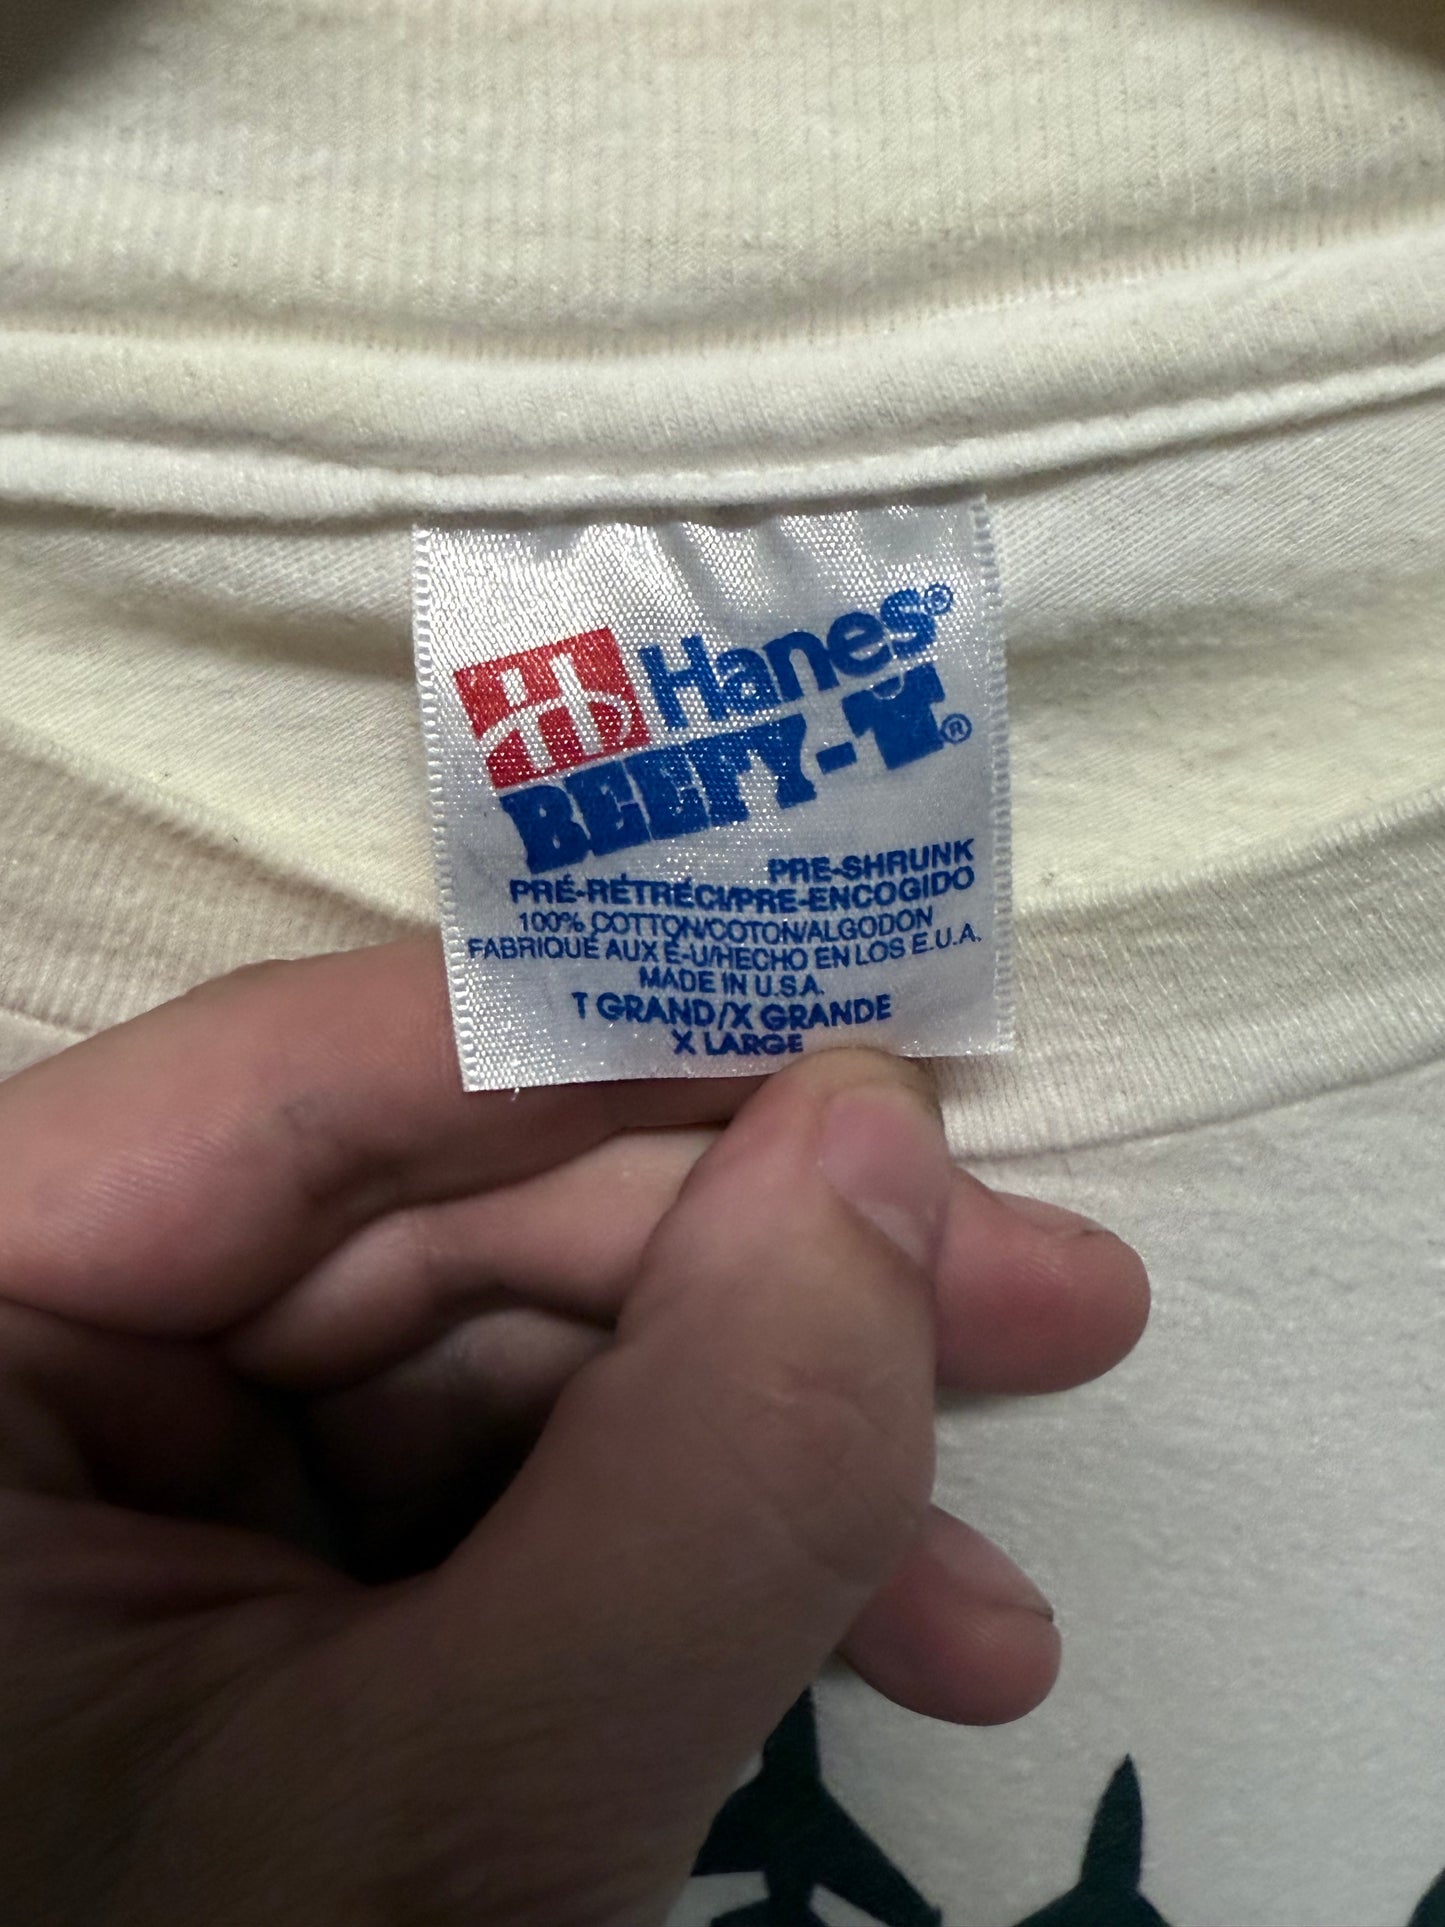 Hanes®
BEEFY-T®
PRE-SHRUNK
PRÉ-RÉTRÉCI/PRE-ENCOGIDO
100% COTTON/COTON/ALGODON
FABRIQUÉ AUX É-U/HECHO EN LOS E.U.A.
MADE IN U.S.A.
T GRAND/X GRANDE
X LARGE